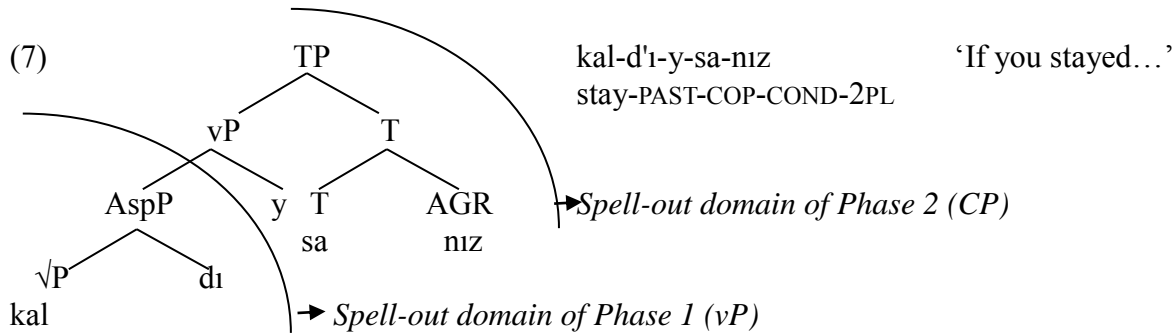 (7) TP kal-d'ı-y-sa-nız ‘If you stayed…’
stay-PAST-COP-COND-2PL
vP T
AspP y T AGR Spell-out domain of Phase 2 (CP)
sa nız
√P dı
kal Spell-out domain of Phase 1 (vP)